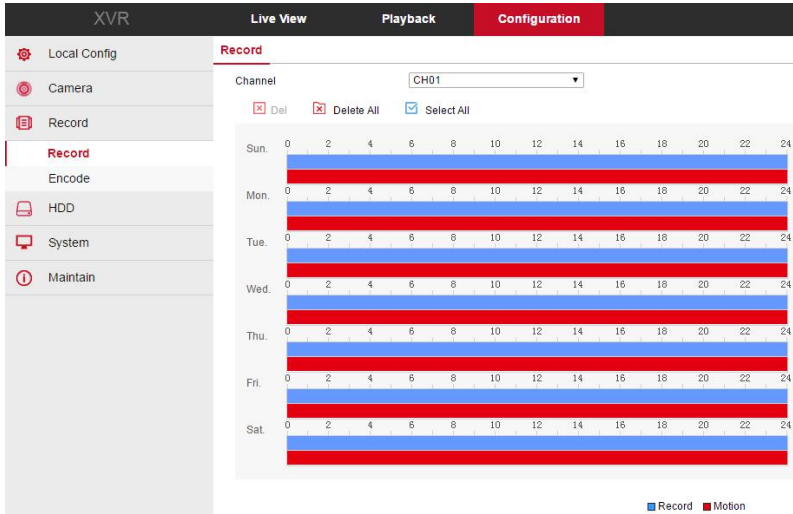 XVR Live View Playback Configuration
Local Config
Camera
Record
Record
Encode
HDD
System
Maintain
Record
Channel CH01
Del Delete All Select All
Sun. 0 2 4 6 8 10 12 14 16 18 20 22 24
Mon. 0 2 4 6 8 10 12 14 16 18 20 22 24
Tue. 0 2 4 6 8 10 12 14 16 18 20 22 24
Wed. 0 2 4 6 8 10 12 14 16 18 20 22 24
Thu. 0 2 4 6 8 10 12 14 16 18 20 22 24
Fri. 0 2 4 6 8 10 12 14 16 18 20 22 24
Sat. 0 2 4 6 8 10 12 14 16 18 20 22 24
Record Motion